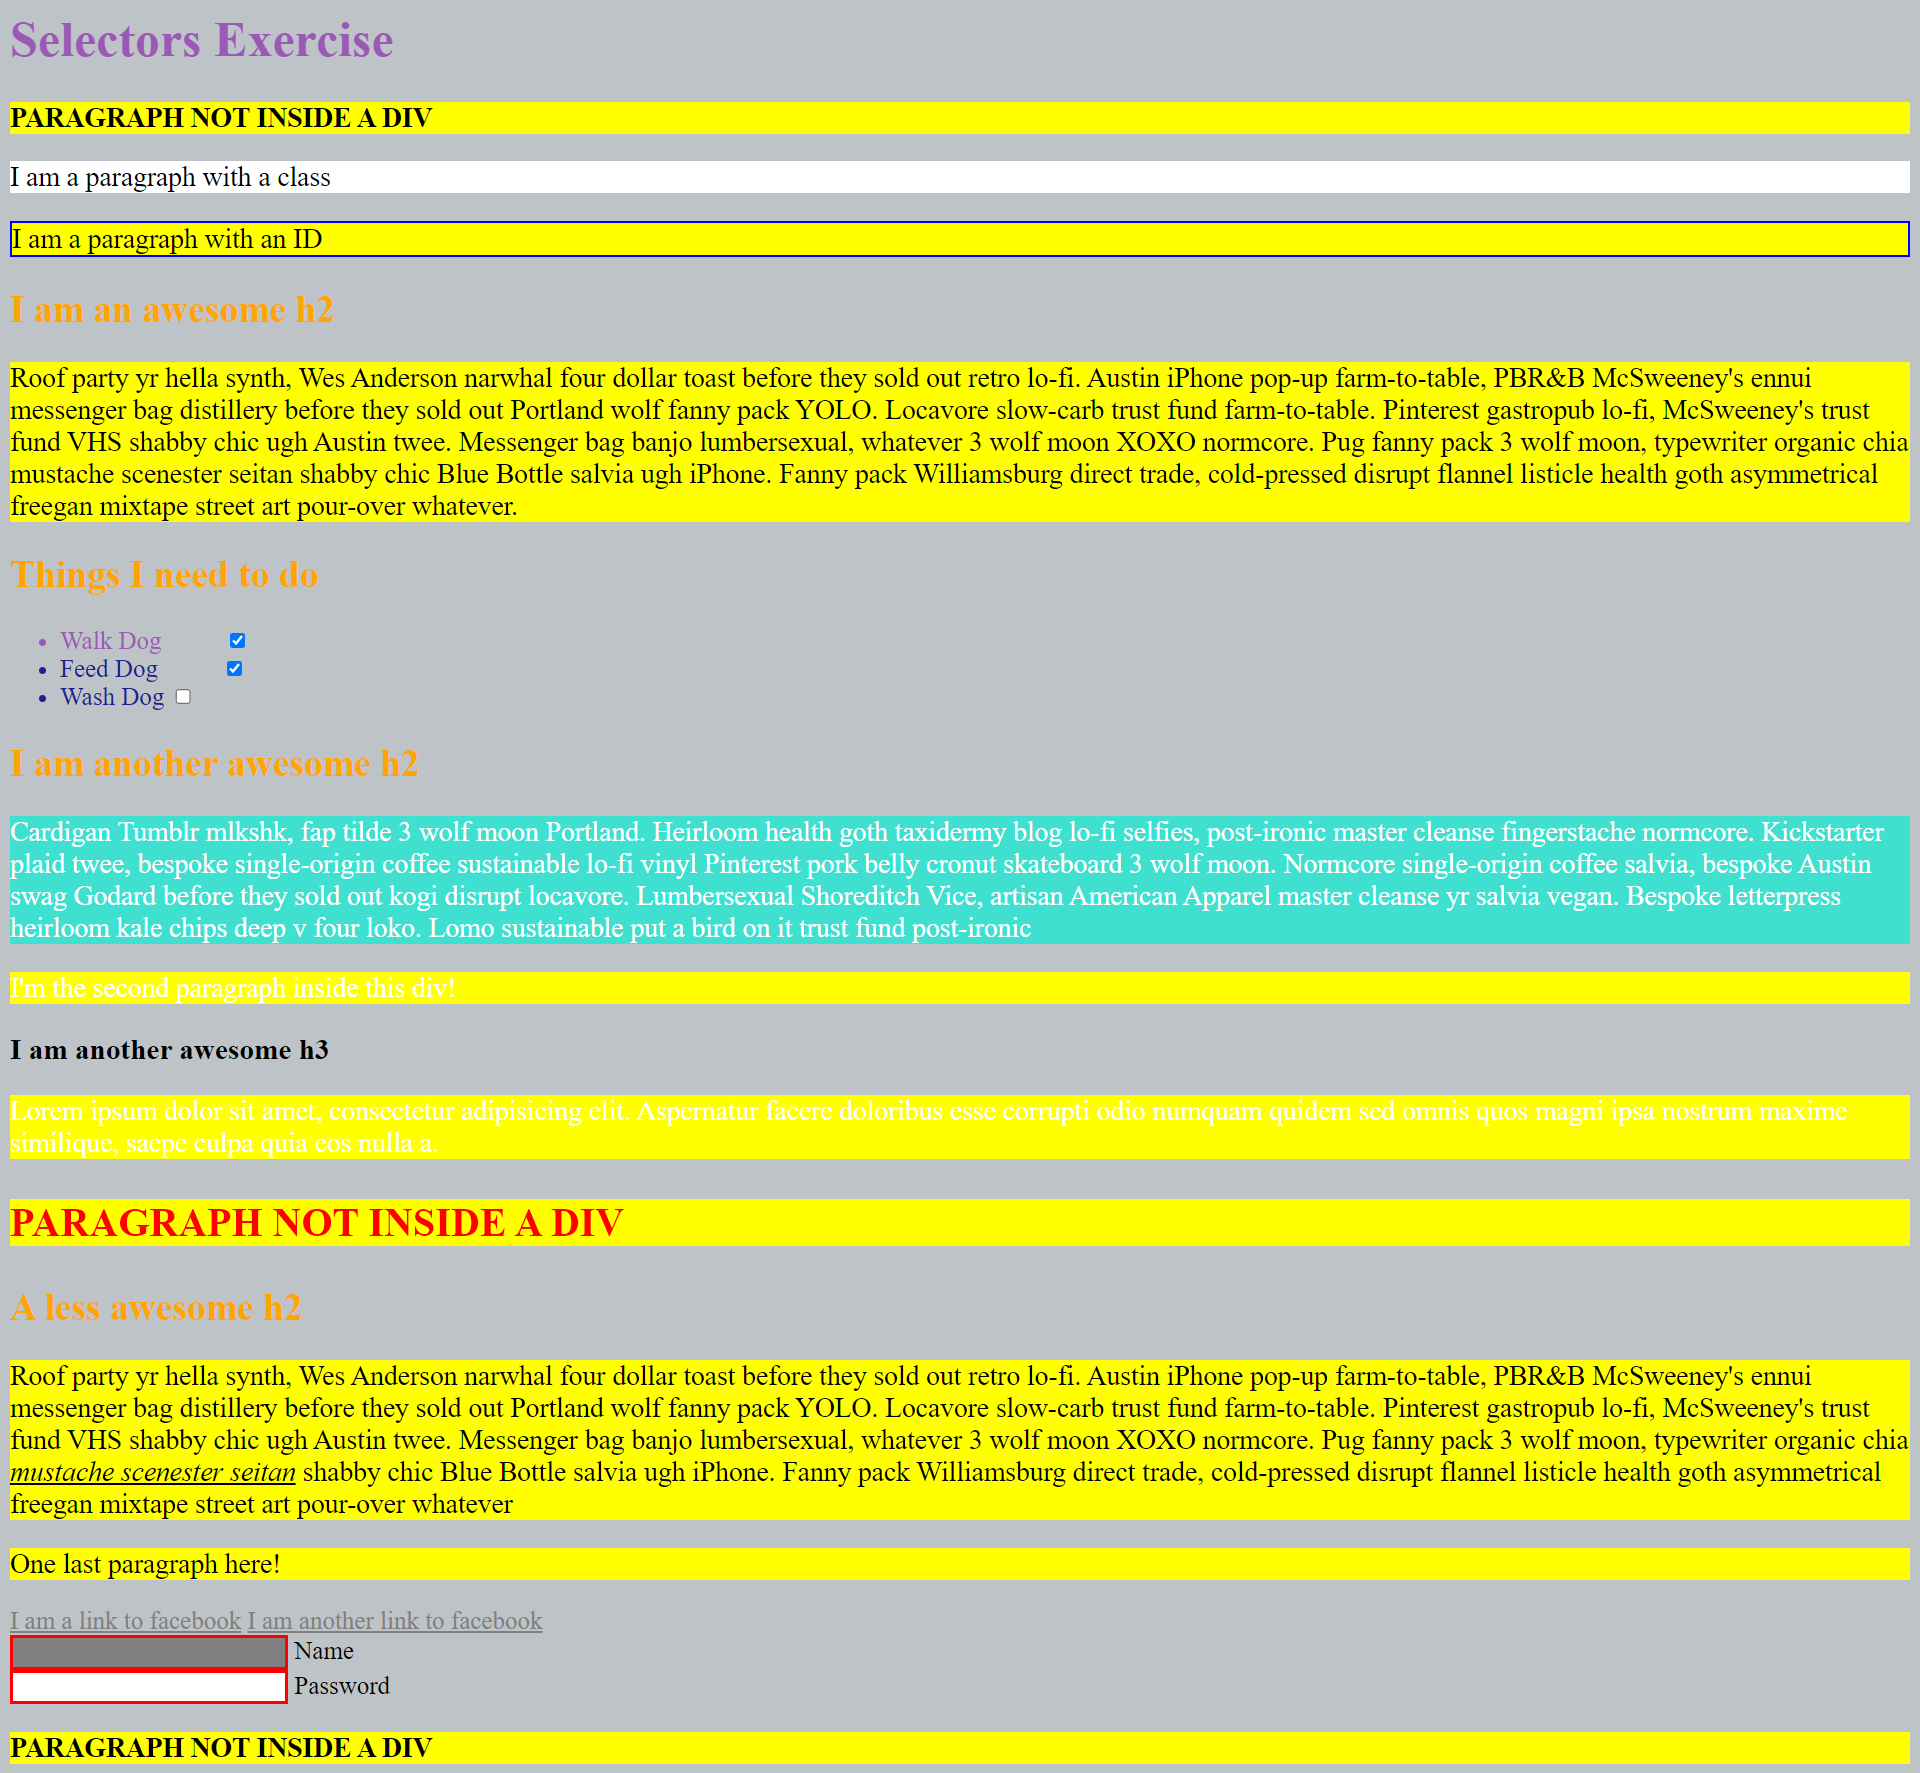 Selectors Exercise
PARAGRAPH NOT INSIDE A DIV
I am a paragraph with a class
I am a paragraph with an ID
I am an awesome h2
Roof party yr hella synth, Wes Anderson narwhal four dollar toast before they sold out retro lo-fi. Austin iPhone pop-up farm-to-table, PBR&B McSweeney's ennui
messenger bag distillery before they sold out Portland wolf fanny pack YOLO. Locavore slow-carb trust fund farm-to-table. Pinterest gastropub lo-fi, McSweeney's trust
fund VHS shabby chic ugh Austin twee. Messenger bag banjo lumbersexual, whatever 3 wolf moon XOXO normcore. Pug fanny pack 3 wolf moon, typewriter organic chia
mustache scenester seitan shabby chic Blue Bottle salvia ugh iPhone. Fanny pack Williamsburg direct trade, cold-pressed disrupt flannel listicle health goth asymmetrical
freegan mixtape street art pour-over whatever.
Things I need to do
Walk Dog
Feed Dog
Wash Dog
I am another awesome h2
Cardigan Tumblr mlkshk, fap tilde 3 wolf moon Portland. Heirloom health goth taxidermy blog lo-fi selfies, post-ironic master cleanse fingerstache normcore. Kickstarter
plaid twee, bespoke single-origin coffee sustainable lo-fi vinyl Pinterest pork belly cronut skateboard 3 wolf moon. Normcore single-origin coffee salvia, bespoke Austin
swag Godard before they sold out kogi disrupt locavore. Lumbersexual Shoreditch Vice, artisan American Apparel master cleanse yr salvia vegan. Bespoke letterpress
heirloom kale chips deep v four loko. Lomo sustainable put a bird on it trust fund post-ironic
I'm the second paragraph inside this div!
I am another awesome h3
Lorem ipsum dolor sit amet, consectetur adipisicing elit. Aspernatur facere doloribus esse corrupti odio numquam quidem sed omnis quos magni ipsa nostrum maxime
similique, saepe culpa quia eos nulla a.
PARAGRAPH NOT INSIDE A DIV
A less awesome h2
Roof party yr hella synth, Wes Anderson narwhal four dollar toast before they sold out retro lo-fi. Austin iPhone pop-up farm-to-table, PBR&B McSweeney's ennui
messenger bag distillery before they sold out Portland wolf fanny pack YOLO. Locavore slow-carb trust fund farm-to-table. Pinterest gastropub lo-fi, McSweeney's trust
fund VHS shabby chic ugh Austin twee. Messenger bag banjo lumbersexual, whatever 3 wolf moon XOXO normcore. Pug fanny pack 3 wolf moon, typewriter organic chia
mustache scenester seitan shabby chic Blue Bottle salvia ugh iPhone. Fanny pack Williamsburg direct trade, cold-pressed disrupt flannel listicle health goth asymmetrical
freegan mixtape street art pour-over whatever
One last paragraph here!
I am a link to facebook I am another link to facebook
Name
Password
PARAGRAPH NOT INSIDE A DIV